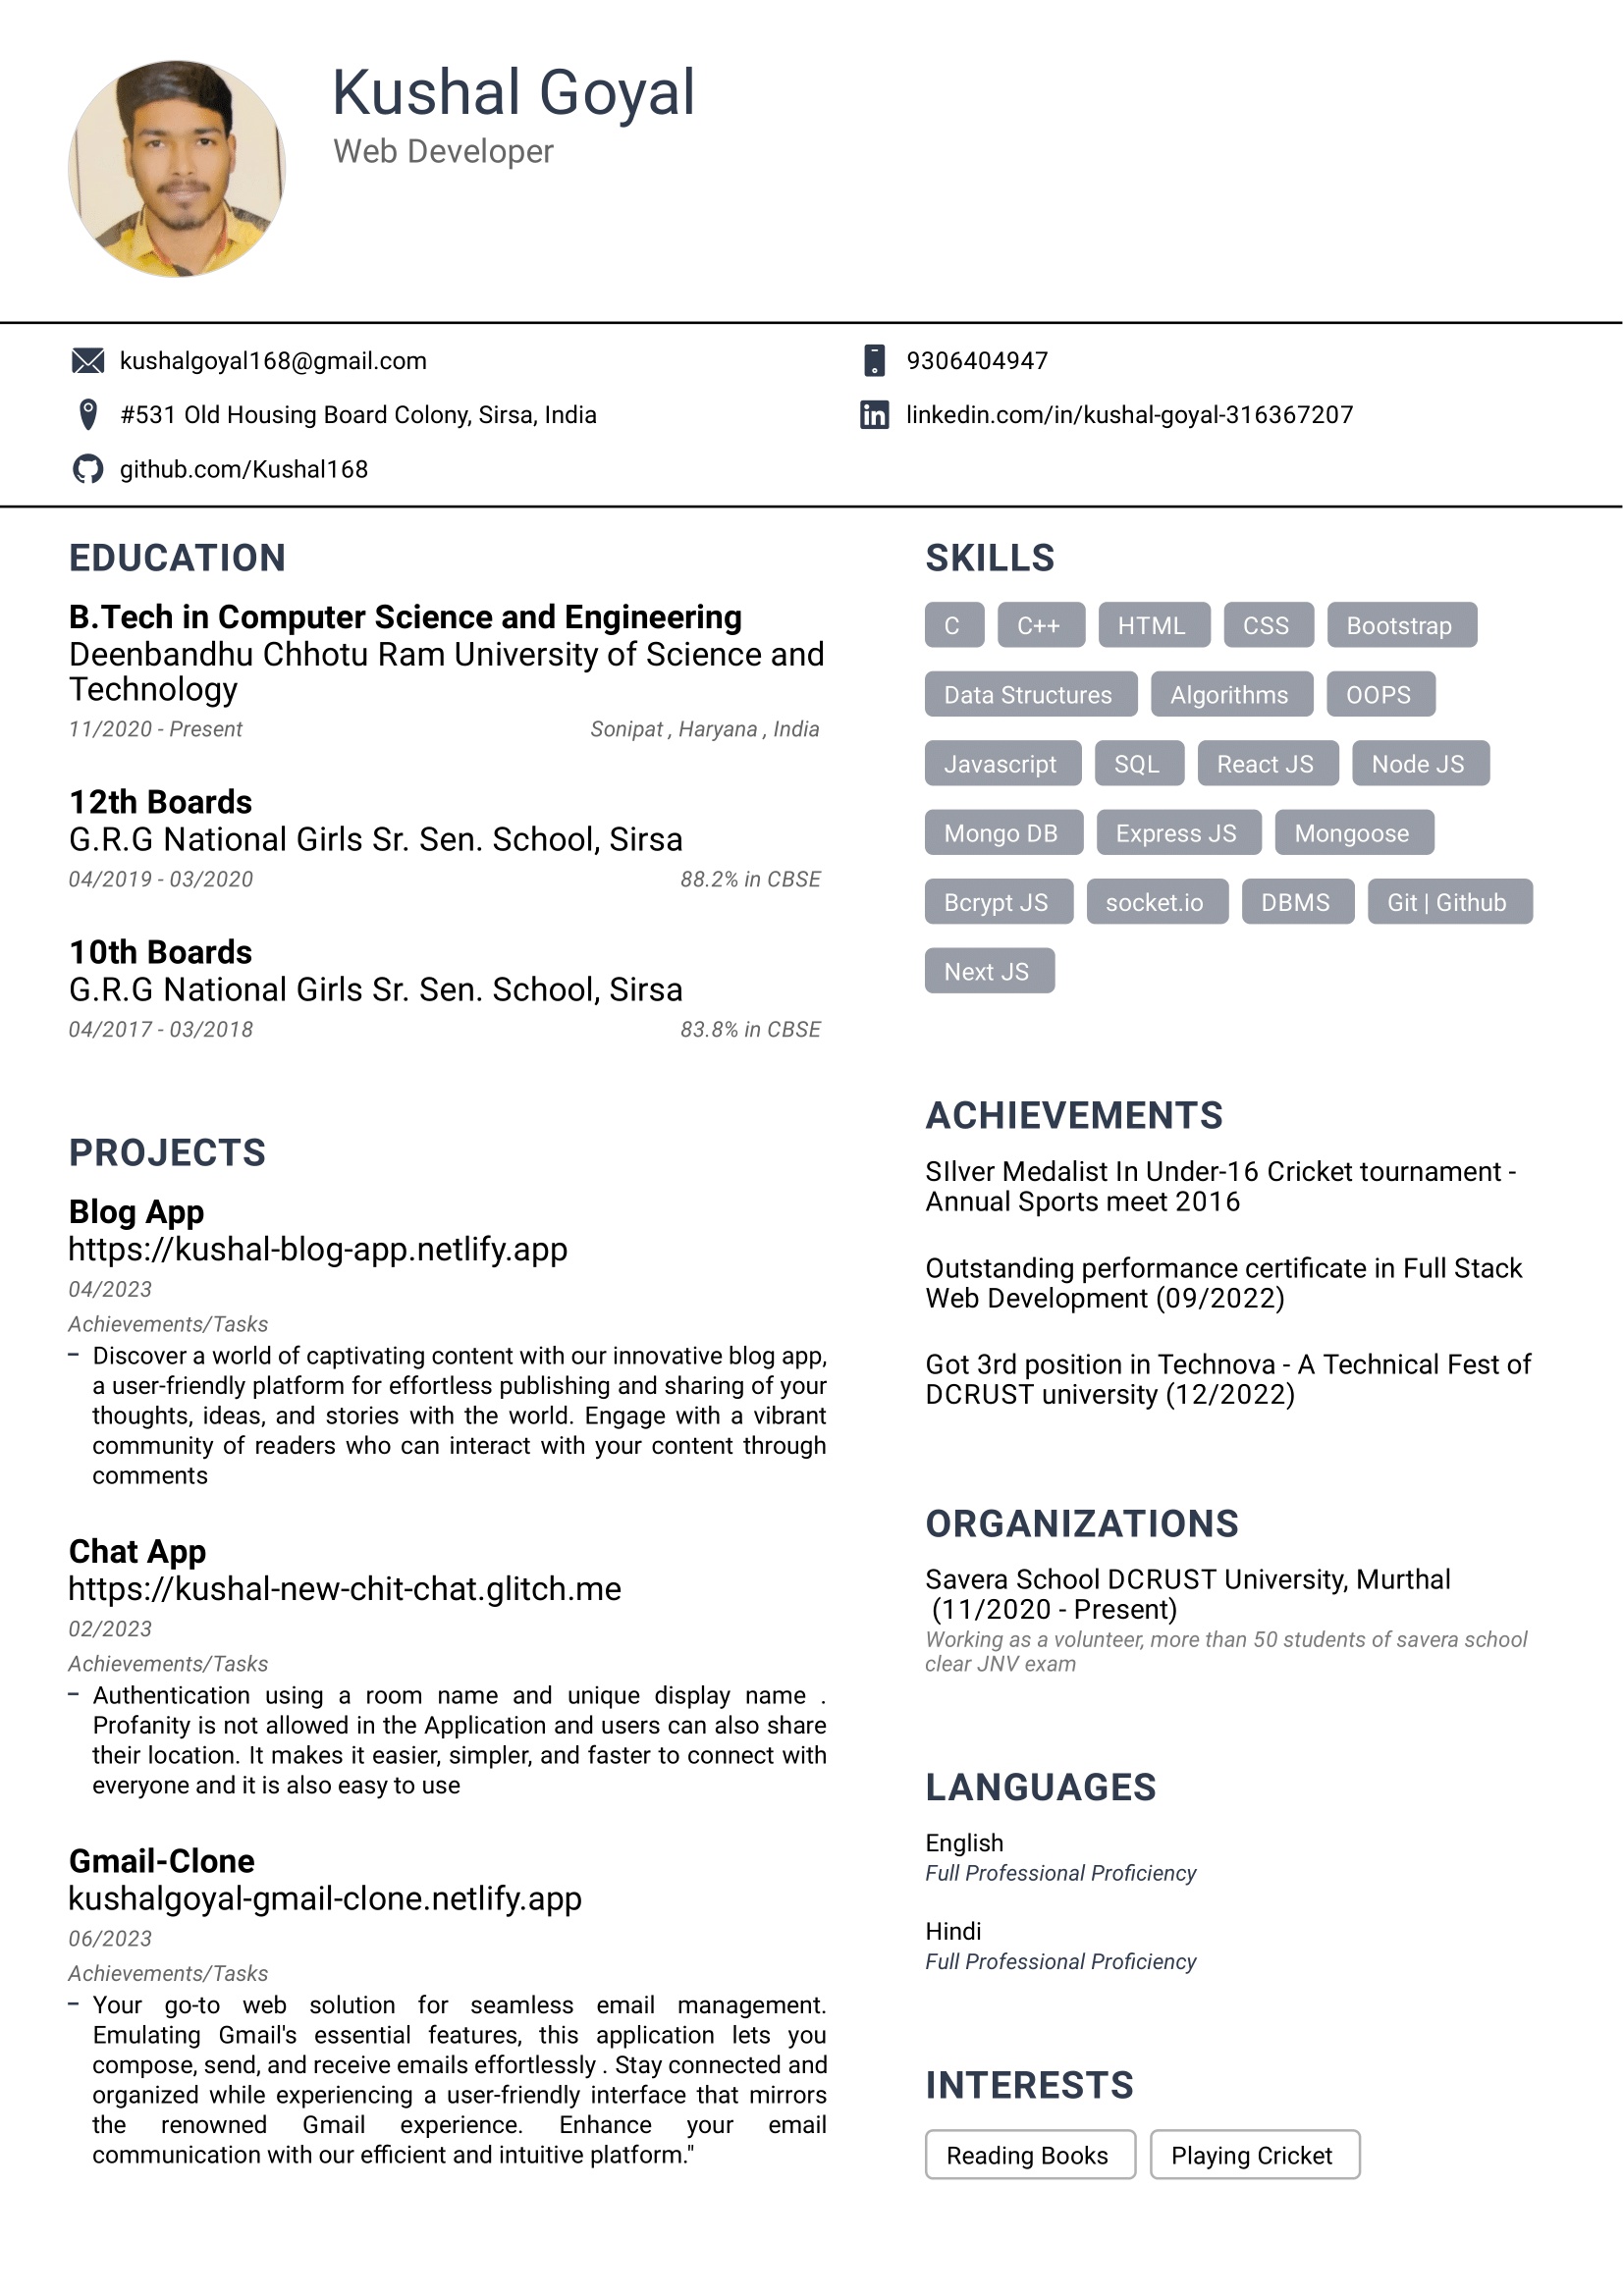 Kushal Goyal
Web Developer
kushalgoyal168@gmail.com
9306404947
#531 Old Housing Board Colony, Sirsa, India
linkedin.com/in/kushal-goyal-316367207
github.com/Kushal168
EDUCATION
B.Tech in Computer Science and Engineering
Deenbandhu Chhotu Ram University of Science and
Technology
11/2020 - Present
Sonipat , Haryana , India
12th Boards
G.R.G National Girls Sr. Sen. School, Sirsa
04/2019 - 03/2020
88.2% in CBSE
10th Boards
G.R.G National Girls Sr. Sen. School, Sirsa
04/2017 - 03/2018
83.8% in CBSE
PROJECTS
Blog App
https://kushal-blog-app.netlify.app
04/2023
Achievements/Tasks
– Discover a world of captivating content with our innovative blog app,
a user-friendly platform for effortless publishing and sharing of your
thoughts, ideas, and stories with the world. Engage with a vibrant
community of readers who can interact with your content through
comments
Chat App
https://kushal-new-chit-chat.glitch.me
02/2023
Achievements/Tasks
– Authentication using a room name and unique display name .
Profanity is not allowed in the Application and users can also share
their location. It makes it easier, simpler, and faster to connect with
everyone and it is also easy to use
Gmail-Clone
kushalgoyal-gmail-clone.netlify.app
06/2023
Achievements/Tasks
– Your go-to web solution for seamless email management.
Emulating Gmail's essential features, this application lets you
compose, send, and receive emails effortlessly . Stay connected and
organized while experiencing a user-friendly interface that mirrors
the renowned Gmail experience. Enhance your email
communication with our efficient and intuitive platform."
SKILLS
C C++ HTML CSS Bootstrap
Data Structures Algorithms OOPS
Javascript SQL React JS Node JS
Mongo DB Express JS Mongoose
Bcrypt JS socket.io DBMS Git | Github
Next JS
ACHIEVEMENTS
SIlver Medalist In Under-16 Cricket tournament -
Annual Sports meet 2016
Outstanding performance certificate in Full Stack
Web Development (09/2022)
Got 3rd position in Technova - A Technical Fest of
DCRUST university (12/2022)
ORGANIZATIONS
Savera School DCRUST University, Murthal
(11/2020 - Present)
Working as a volunteer, more than 50 students of savera school
clear JNV exam
LANGUAGES
English
Full Professional Proficiency
Hindi
Full Professional Proficiency
INTERESTS
Reading Books Playing Cricket